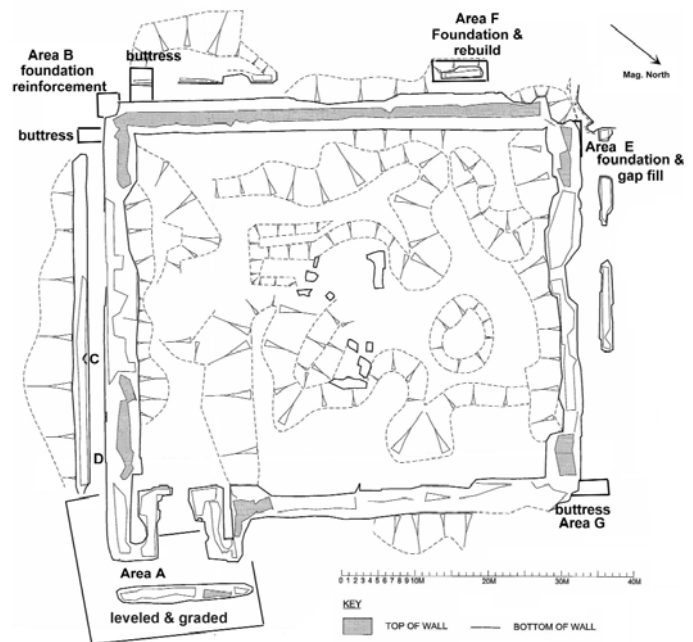 Area F
Foundation &
rebuild
Mag. North
Area B
foundation
reinforcement
buttress
buttress
Area E
foundation &
gap fill
C
D
buttress
Area G
Area A
leveled & graded
0 1 2 3 4 5 6 7 8 9 10M 20M 30M 40M
KEY
TOP OF WALL
BOTTOM OF WALL